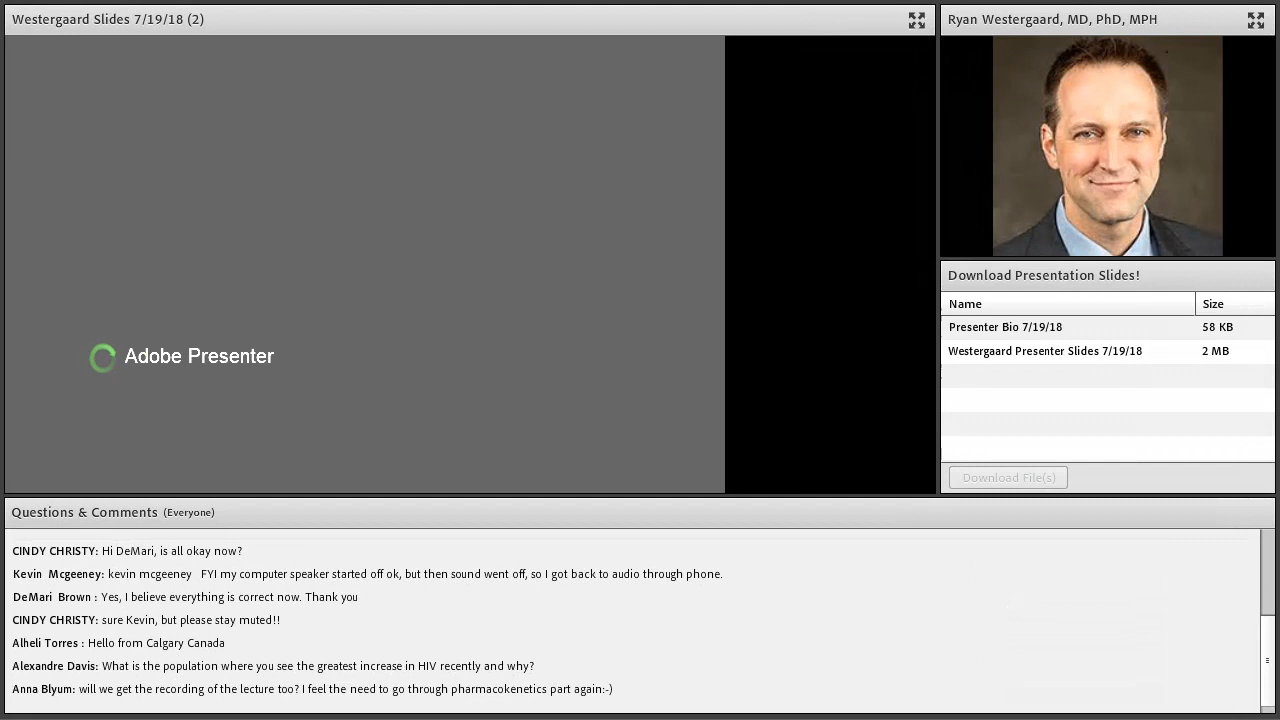 Westergaard Slides 7/19/18 (2)
Adobe Presenter
Ryan Westergaard, MD, PhD, MPH
Download Presentation Slides!
Name Size
Presenter Bio 7/19/18 58 KB
Westergaard Presenter Slides 7/19/18 2 MB
Download File(s)
Questions & Comments (Everyone)
CINDY CHRISTY: Hi DeMari, is all okay now?
Kevin Mcgeeney: kevin mcgeeney FYI my computer speaker started off ok, but then sound went off, so I got back to audio through phone.
DeMari Brown : Yes, I believe everything is correct now. Thank you
CINDY CHRISTY: sure Kevin, but please stay muted!!
Alheli Torres : Hello from Calgary Canada
Alexandre Davis: What is the population where you see the greatest increase in HIV recently and why?
Anna Blyum: will we get the recording of the lecture too? I feel the need to go through pharmacokenetics part again:-)